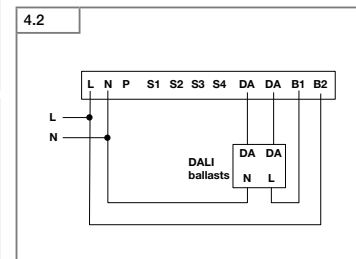 4.2
L N P S1 S2 S3 S4 DA DA B1 B2
L
N
DA DA
DALI
ballasts
N L